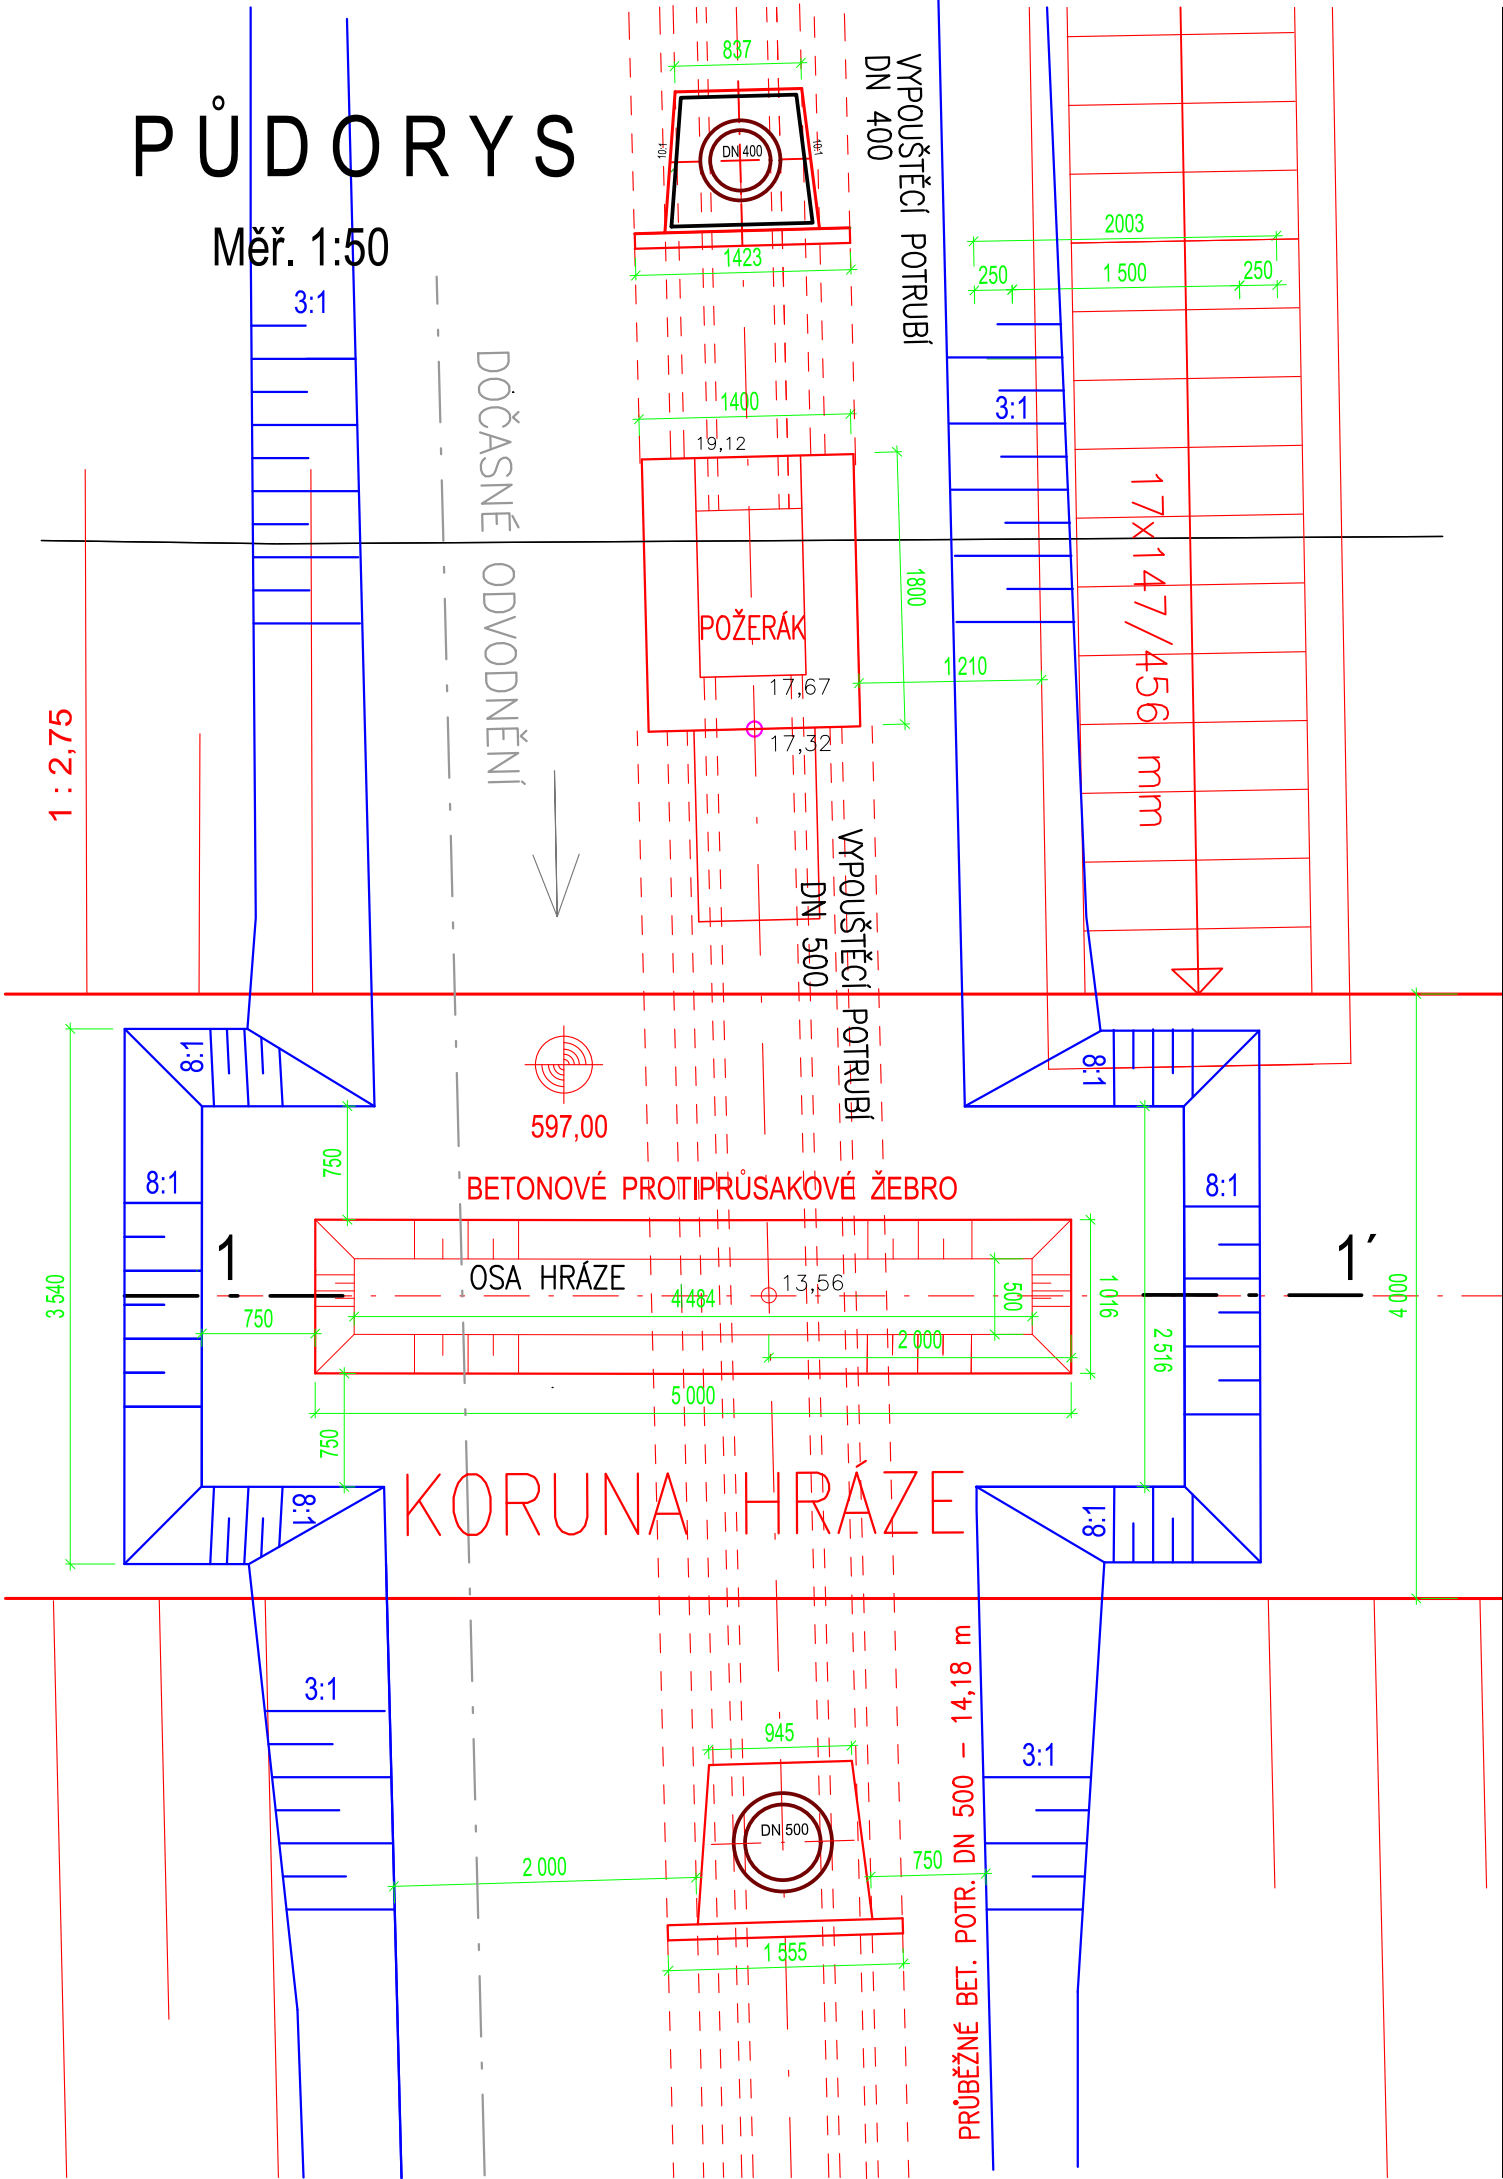 PŮDORYS
Měř. 1:50
837
DN 400
10:1
10:1
1423
VYPOUŠTĚCÍ POTRUBÍ
DN 400
2003
250
1 500
250
3:1
3:1
DOČASNÉ ODVODNĚNÍ
1400
19,12
1800
POŽERÁK
17,67
17,32
1 210
17x147//456 mm
1 : 2,75
VYPOUŠTĚCÍ POTRUBÍ
DN 500
8:1
8:1
597,00
750
BETONOVÉ PROTIPRŮSAKOVÉ ŽEBRO
8:1
8:1
1
1´
OSA HRÁZE
13,56
4 484
500
1 016
3 540
4 000
750
2 000
2 516
5 000
750
KORUNA HRÁZE
8:1
8:1
3:1
3:1
945
DN 500
2 000
750
1 555
PRŮBĚŽNÉ BET. POTR. DN 500 - 14,18 m